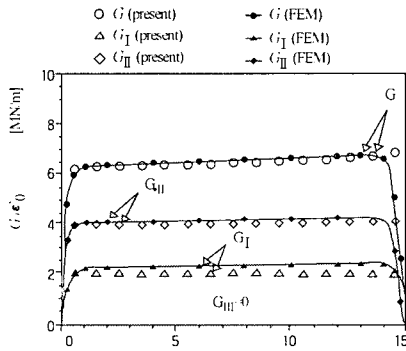 G (present) G (FEM)
G_I (present) G_I (FEM)
G_II (present) G_II (FEM)
10
[MN/m]
8
G
6
G_II
4
G_I
2
G_III≈0
0
0 5 10 15